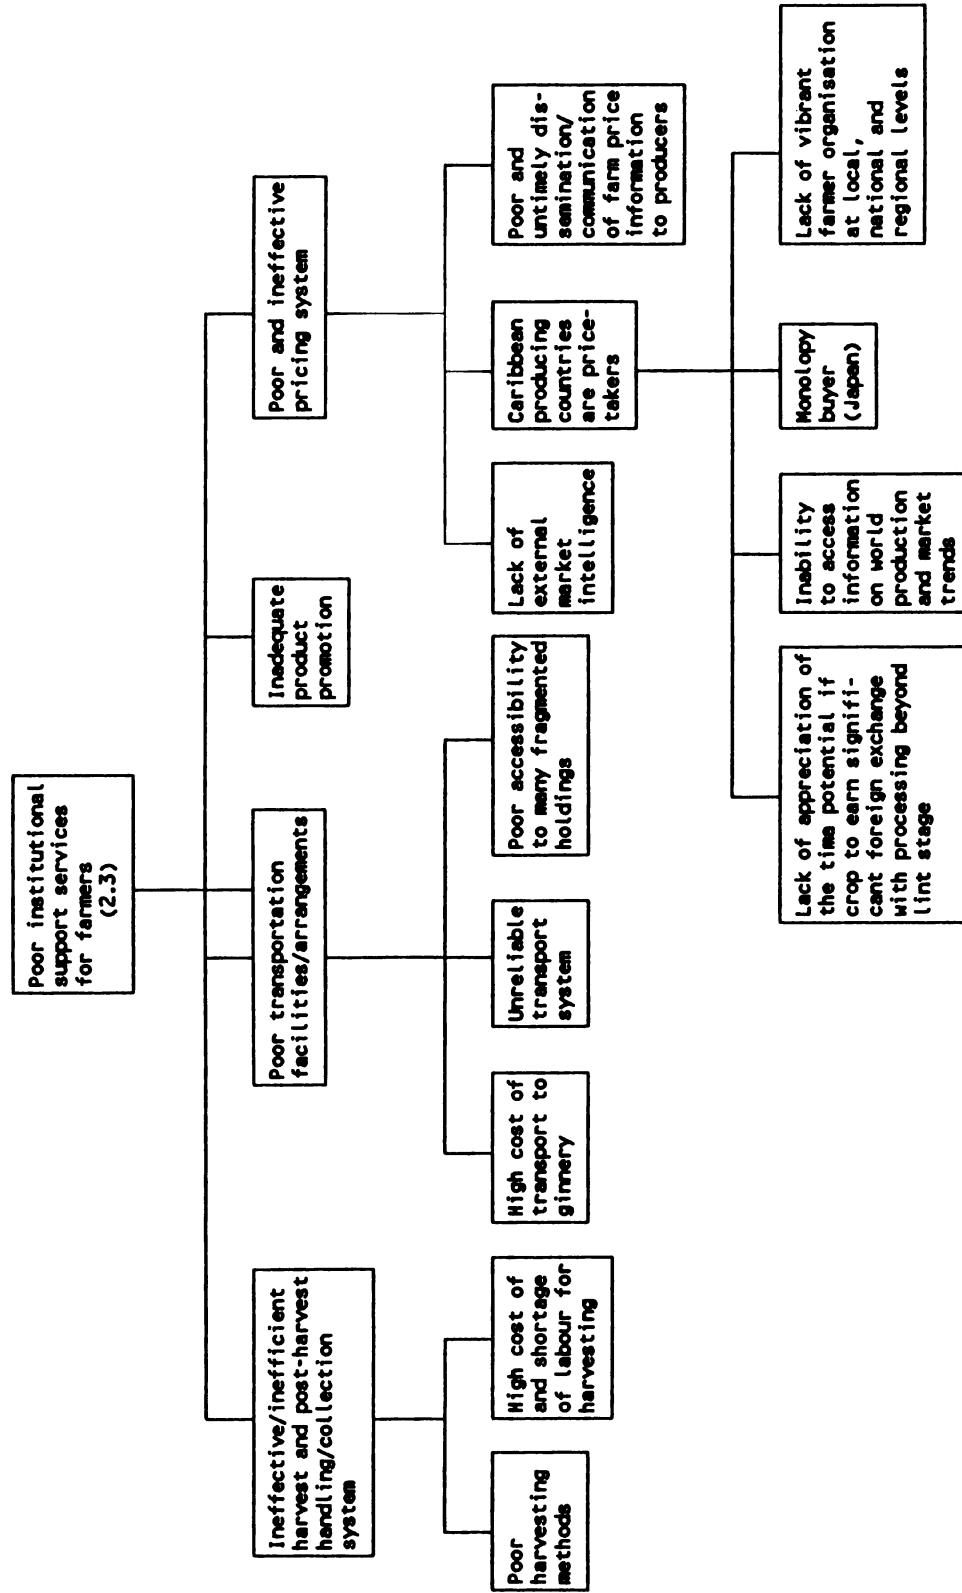 Poor institutional
support services
for farmers
(2.3)
Ineffective/inefficient
harvest and post-harvest
handling/collection
system
Poor transportation
facilities/arrangements
Inadequate
product
promotion
Poor and ineffective
pricing system
Poor
harvesting
methods
High cost of
and shortage
of labour for
harvesting
High cost of
transport to
ginnery
Unreliable
transport
system
Poor accessibility
to many fragmented
holdings
Lack of
external
market
intelligence
Caribbean
producing
countries
are price-
takers
Poor and
untimely dis-
semination/
communication
of farm price
information
to producers
Lack of appreciation of
the time potential if
crop to earn signifi-
cant foreign exchange
with processing beyond
lint stage
Inability
to access
information
on world
production
and market
trends
Monolopy
buyer
(Japan)
Lack of vibrant
farmer organisation
at local,
national and
regional levels